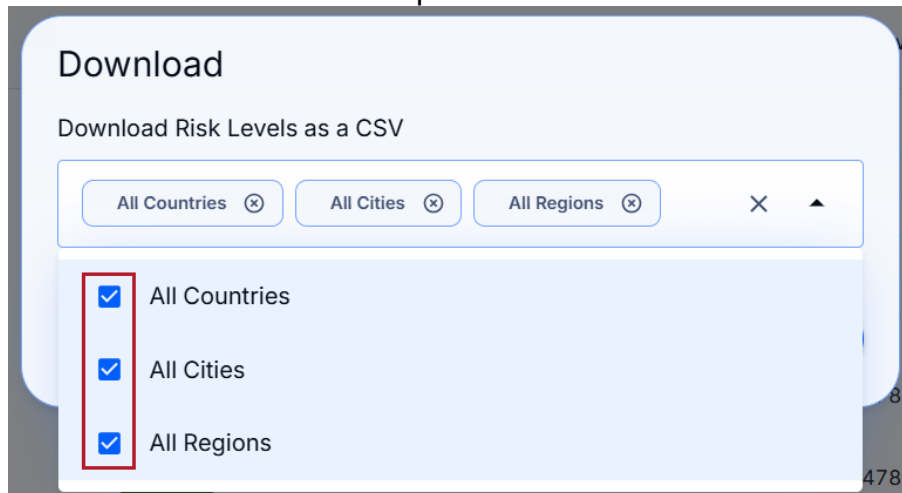 Download
Download Risk Levels as a CSV
All Countries All Cities All Regions
All Countries
All Cities
All Regions
8
478